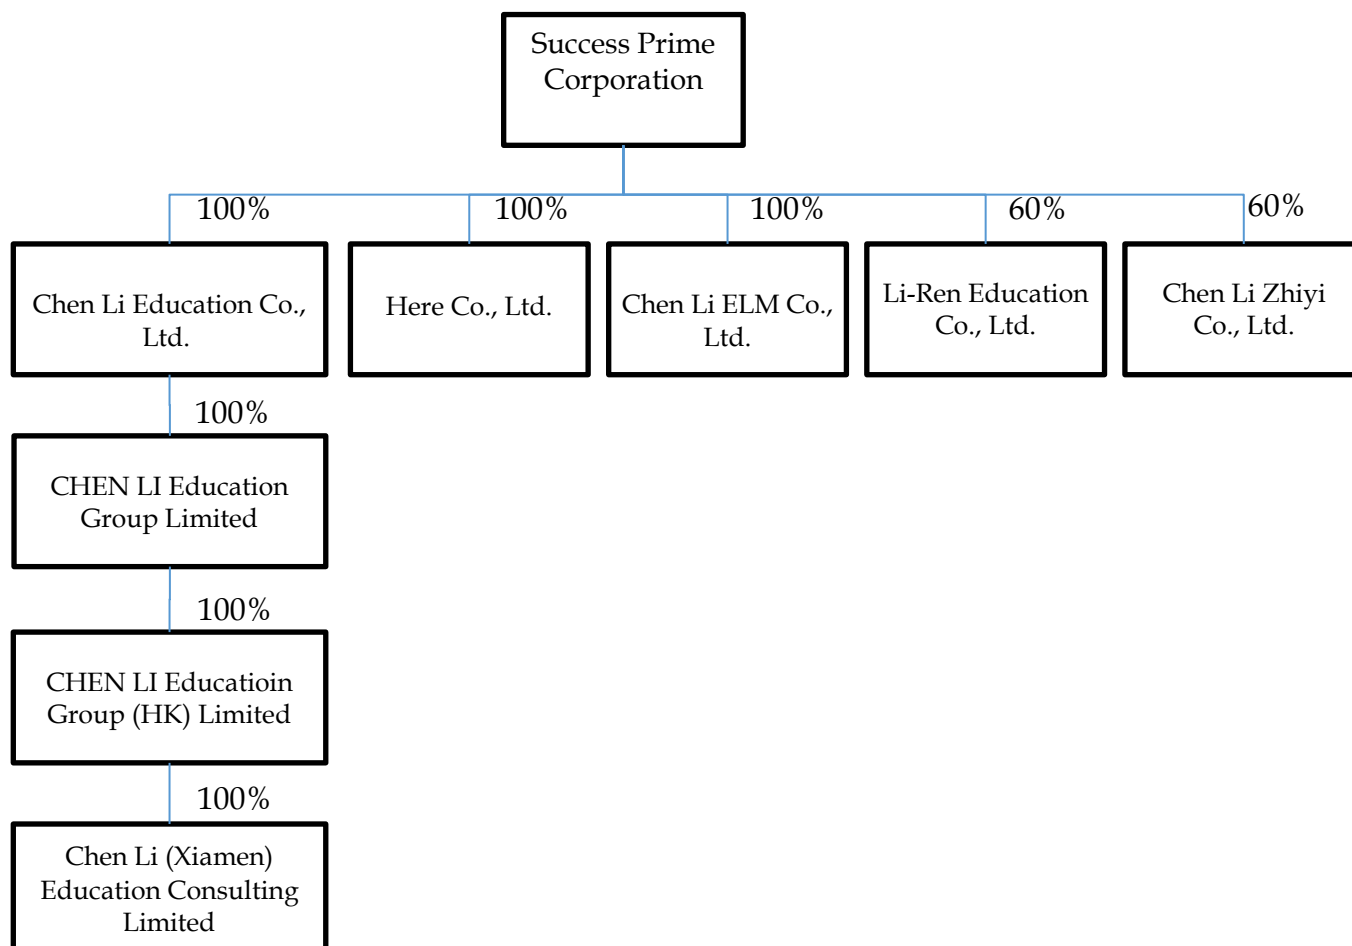 Success Prime
Corporation
100%
100%
100%
60%
60%
Chen Li Education Co.,
Ltd.
Here Co., Ltd.
Chen Li ELM Co.,
Ltd.
Li-Ren Education
Co., Ltd.
Chen Li Zhiyi
Co., Ltd.
100%
CHEN LI Education
Group Limited
100%
CHEN LI Educatioin
Group (HK) Limited
100%
Chen Li (Xiamen)
Education Consulting
Limited